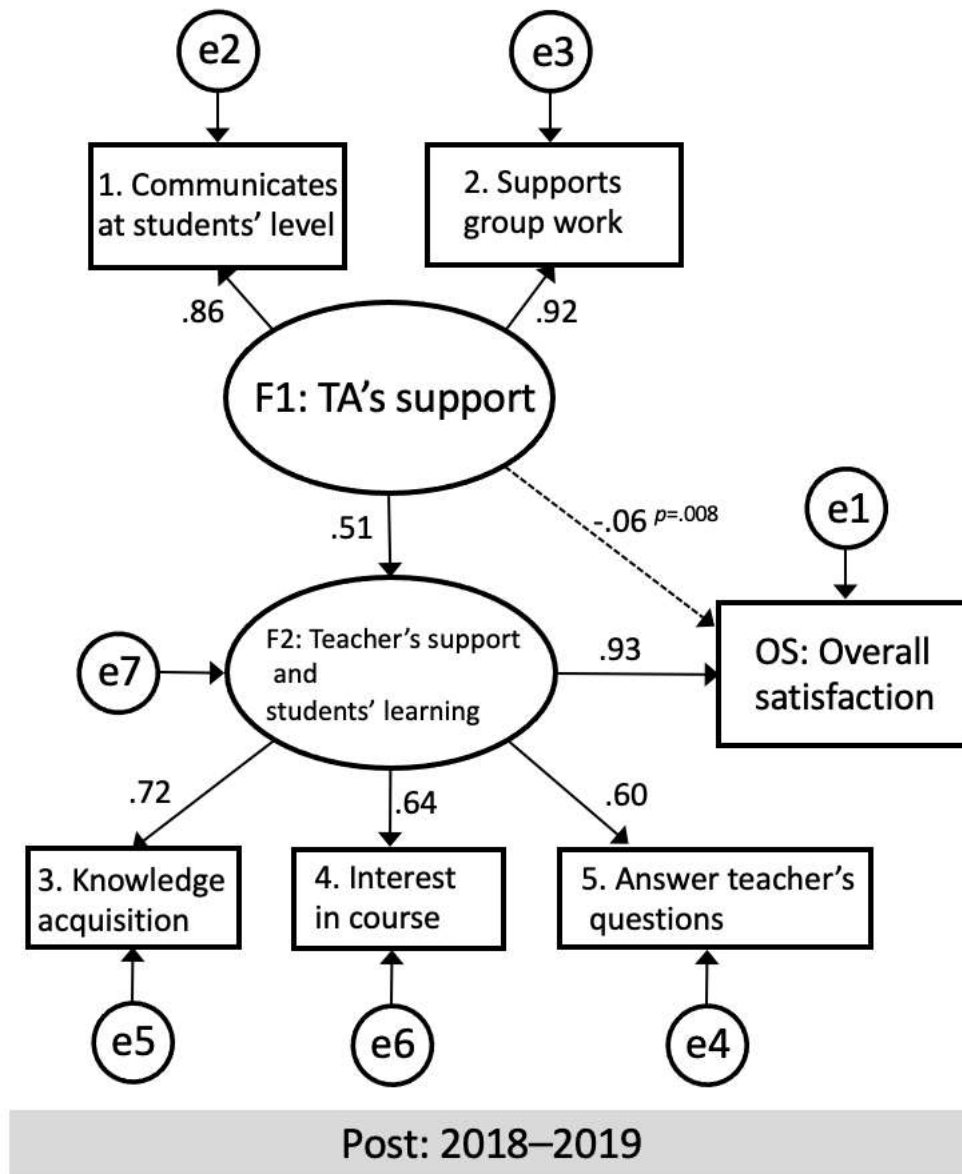 e2
e3
1. Communicates
at students’ level
2. Supports
group work
.86
.92
F1: TA’s support
.51
-.06 p=.008
e1
F2: Teacher’s support
and
students’ learning
e7
.93
OS: Overall
satisfaction
.72
.64
.60
3. Knowledge
acquisition
4. Interest
in course
5. Answer teacher’s
questions
e5
e6
e4
Post: 2018–2019